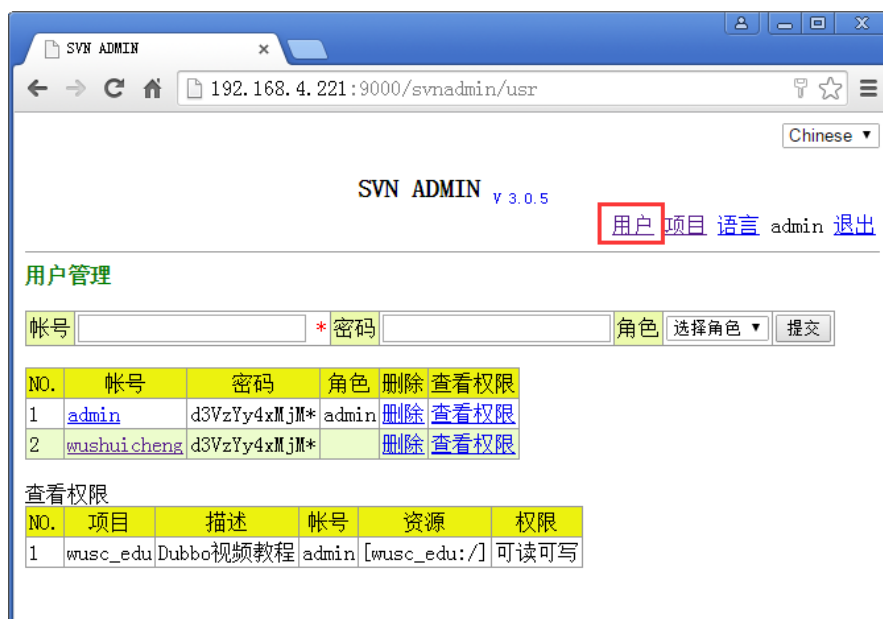 SVN ADMIN
192.168.4.221:9000/svnadmin/usr
Chinese
SVN ADMIN V 3.0.5
用户 项目 语言 admin 退出
用户管理
帐号 * 密码 角色 选择角色 提交
NO. 帐号 密码 角色 删除 查看权限
1 admin d3VzYy4xMjM* admin 删除 查看权限
2 wushuicheng d3VzYy4xMjM* 删除 查看权限
查看权限
NO. 项目 描述 帐号 资源 权限
1 wusc_edu Dubbo视频教程 admin [wusc_edu:/] 可读可写